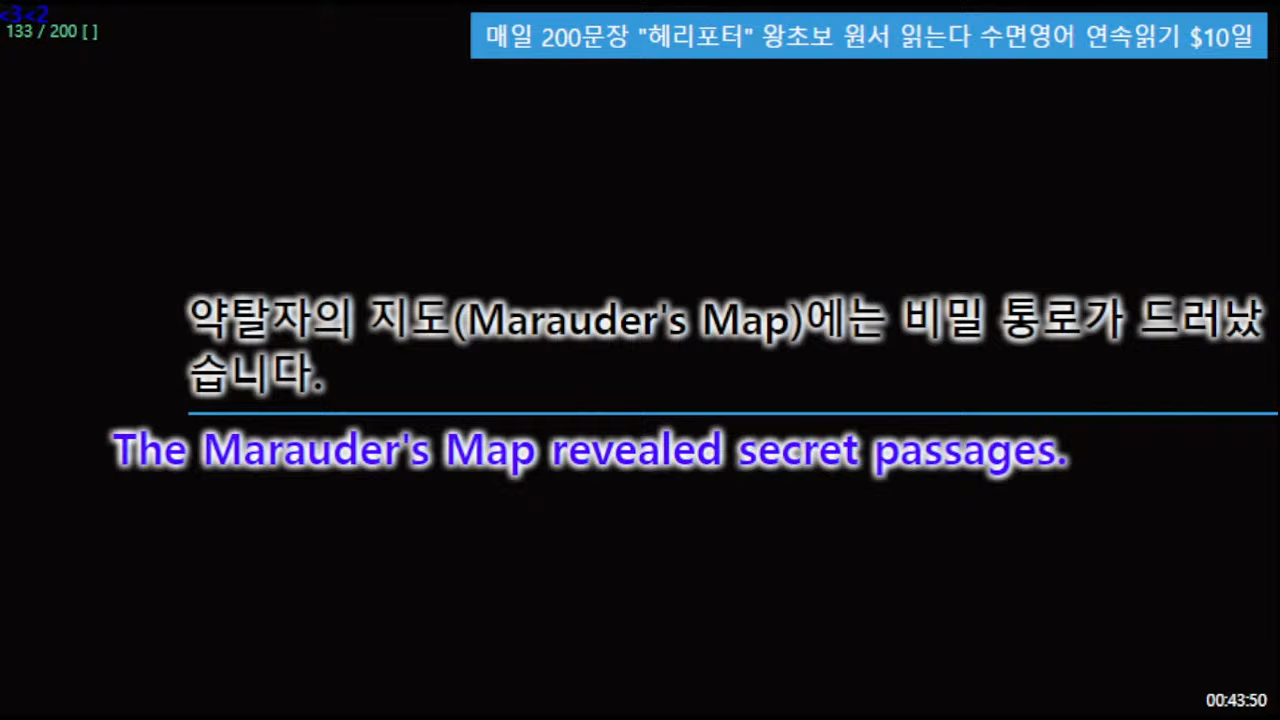 <3<2
133 / 200 [ ]
매일 200문장 "헤리포터" 왕초보 원서 읽는다 수면영어 연속읽기 $10일
약탈자의 지도(Marauder's Map)에는 비밀 통로가 드러났
습니다.
The Marauder's Map revealed secret passages.
00:43:50